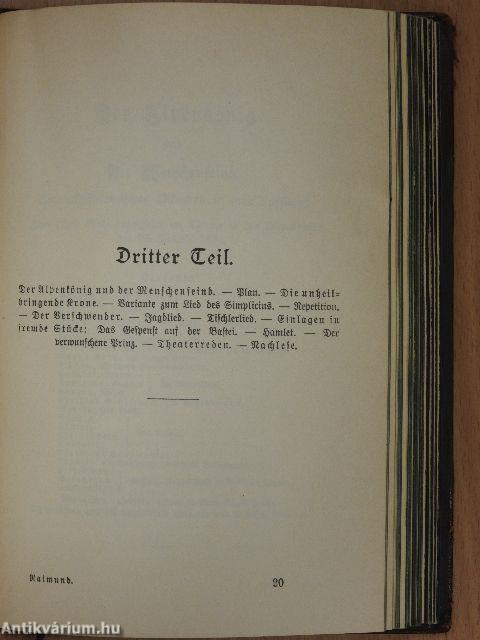 Dritter Teil.
Der Alpenkönig und der Menschenfeind. — Plan. — Die unheil-
bringende Krone. — Variante zum Lied des Simplicius. — Repetition.
— Der Verschwender. — Jagdlied. — Tischlerlied. — Einlagen in
fremde Stücke: Das Gespenst auf der Bastei. — Hamlet. — Der
verwunschene Prinz. — Theaterreden. — Nachlese.
Raimund. 20
Antikvárium.hu